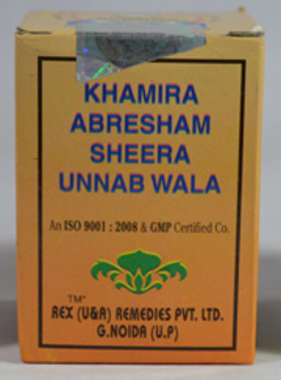 KHAMIRA
ABRESHAM
SHEERA
UNNAB WALA
An ISO 9001 : 2008 & GMP Certified Co.
TM
REX (U&A) REMEDIES PVT. LTD.
G.NOIDA (U.P)